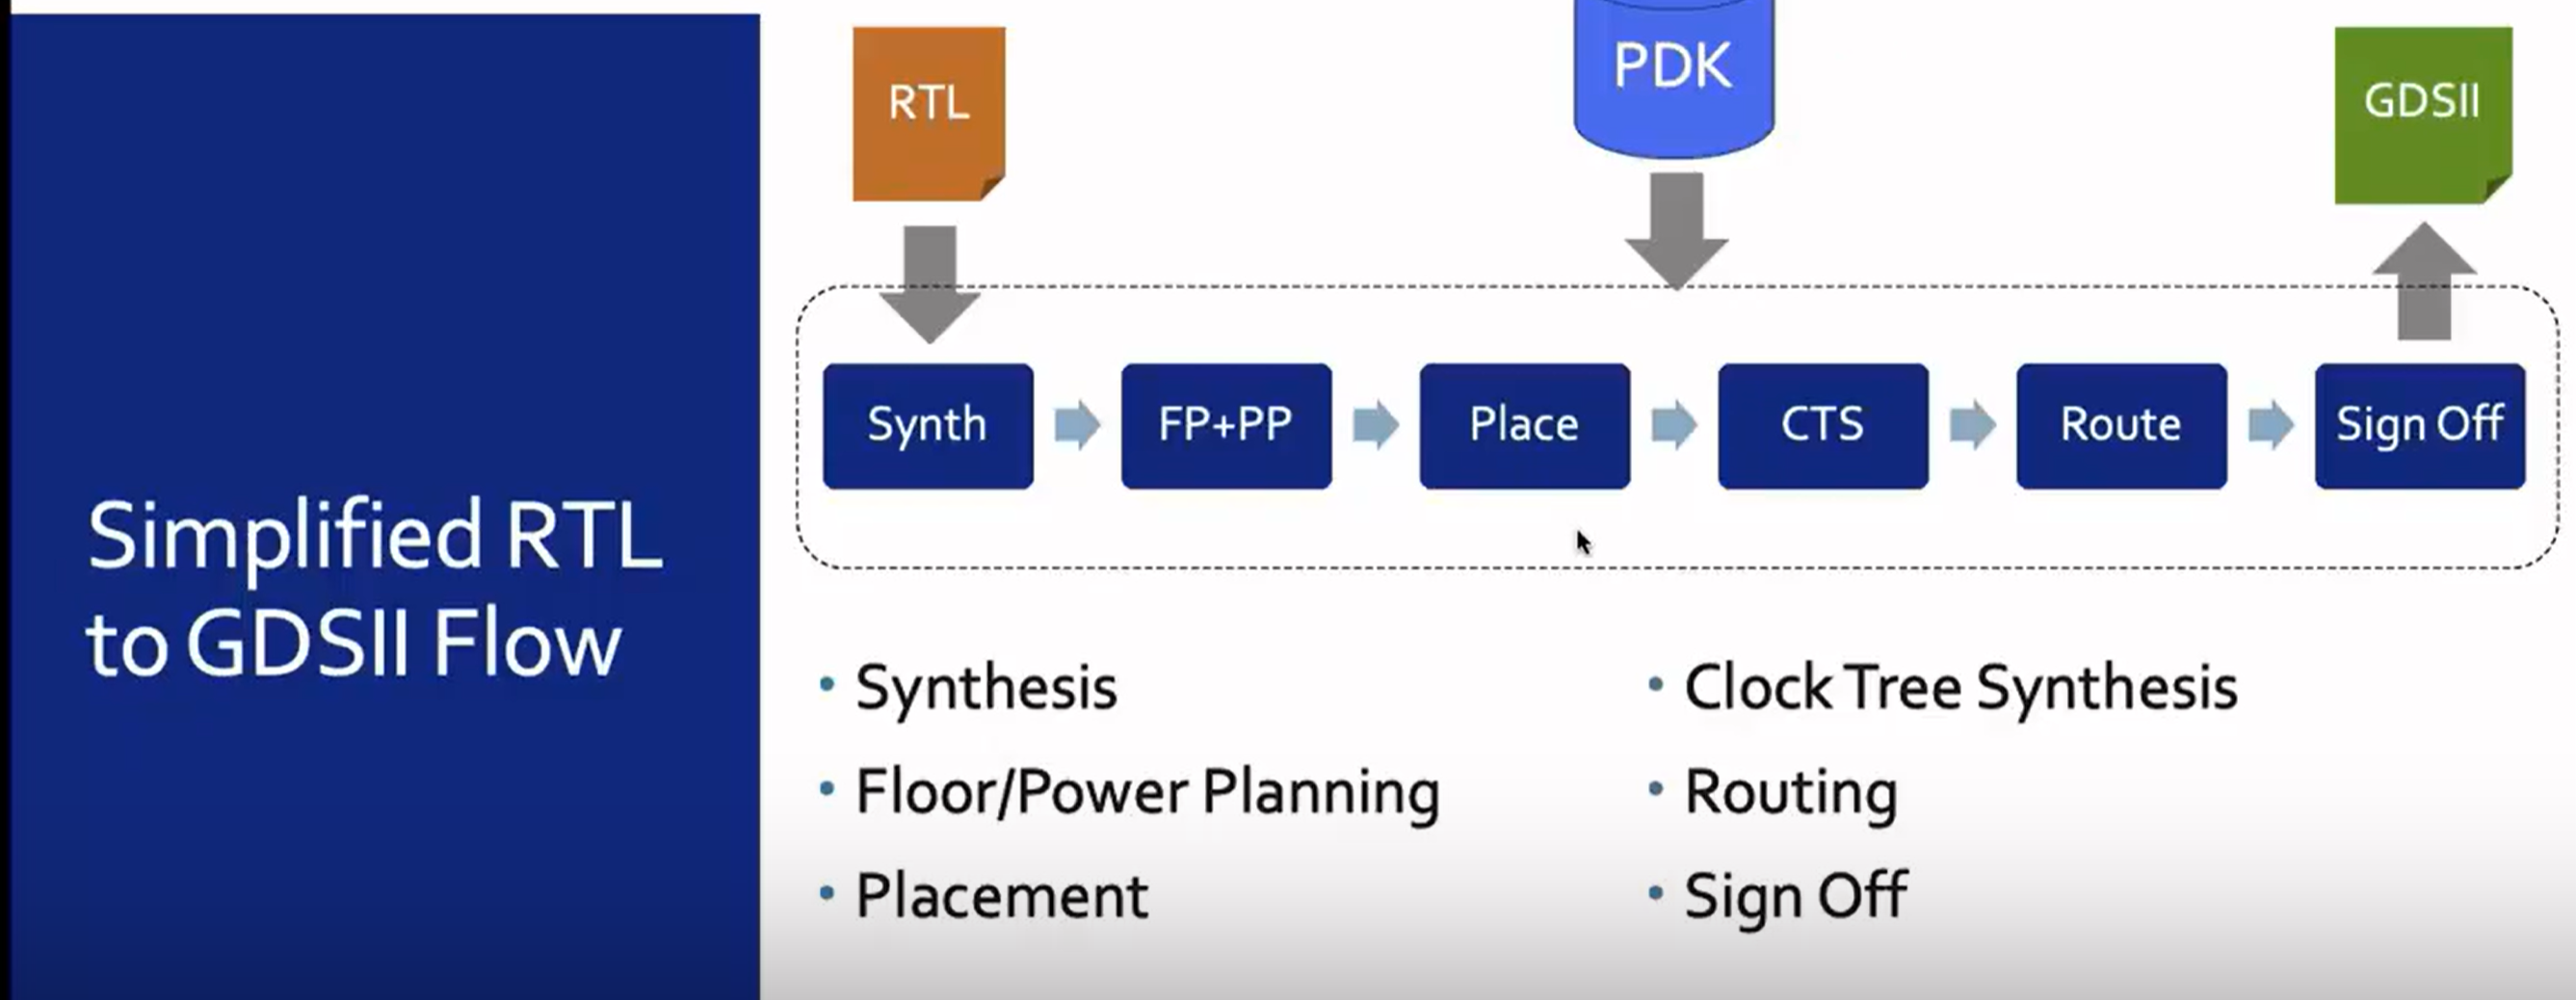 Simplified RTL
to GDSII Flow
RTL
PDK
GDSII
Synth
FP+PP
Place
CTS
Route
Sign Off
• Synthesis
• Floor/Power Planning
• Placement
• Clock Tree Synthesis
• Routing
• Sign Off